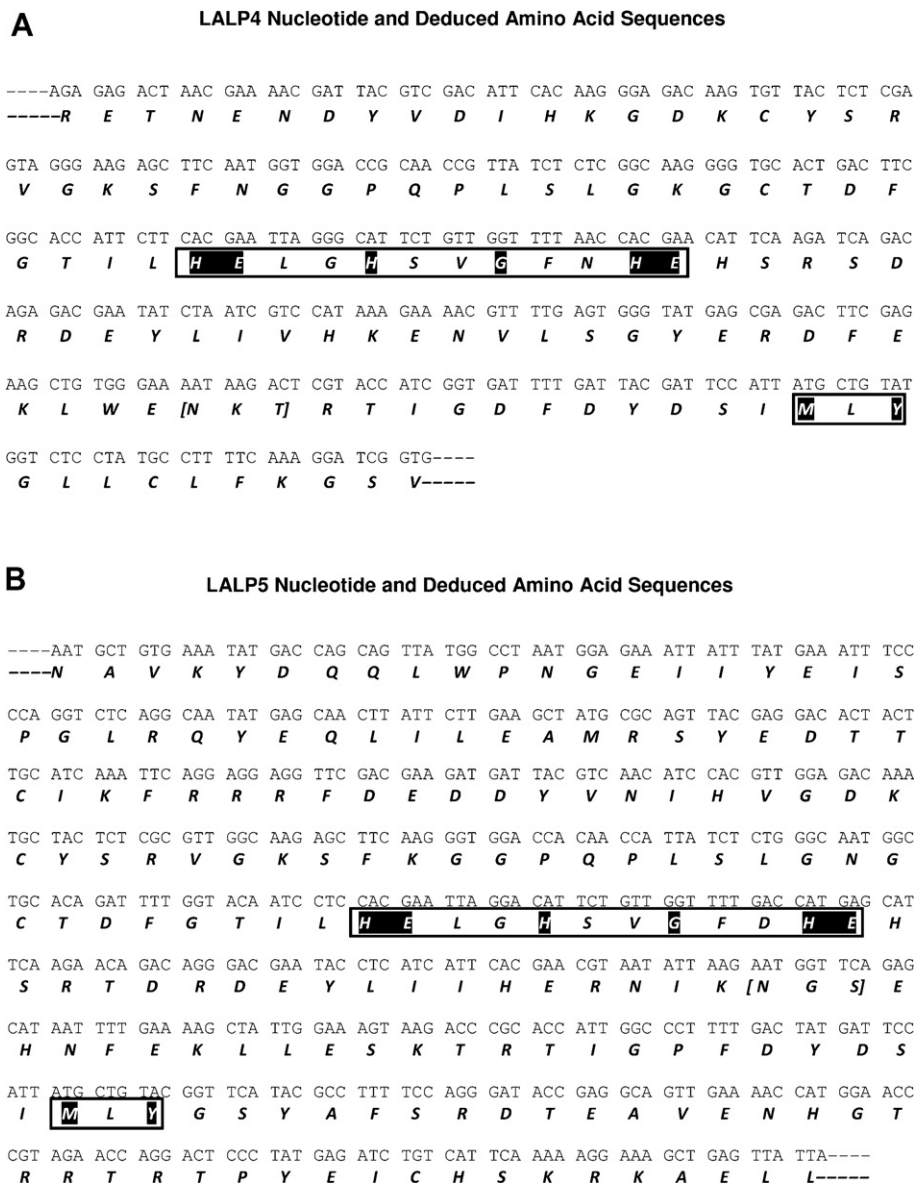 A
LALP4 Nucleotide and Deduced Amino Acid Sequences
----AGA GAG ACT AAC GAA AAC GAT TAC GTC GAC ATT CAC AAG GGA GAC AAG TGT TAC TCT CGA
-----R E T N E N D Y V D I H K G D K C Y S R
GTA GGG AAG AGC TTC AAT GGT GGA CCG CAA CCG TTA TCT CTC GGC AAG GGG TGC ACT GAC TTC
V G K S F N G G P Q P L S L G K G C T D F
GGC ACC ATT CTT CAC GAA TTA GGG CAT TCT GTT GGT TTT AAC CAC GAA CAT TCA AGA TCA GAC
G T I L H E L G H S V G F N H E H S R S D
AGA GAC GAA TAT CTA ATC GTC CAT AAA GAA AAC GTT TTG AGT GGG TAT GAG CGA GAC TTC GAG
R D E Y L I V H K E N V L S G Y E R D F E
AAG CTG TGG GAA AAT AAG ACT CGT ACC ATC GGT GAT TTT GAT TAC GAT TCC ATT ATG CTG TAT
K L W E [N K T] R T I G D F D Y D S I M L Y
GGT CTC CTA TGC CTT TTC AAA GGA TCG GTG----
G L L C L F K G S V-----
B
LALP5 Nucleotide and Deduced Amino Acid Sequences
----AAT GCT GTG AAA TAT GAC CAG CAG TTA TGG CCT AAT GGA GAA ATT ATT TAT GAA ATT TCC
----N A V K Y D Q Q L W P N G E I I Y E I S
CCA GGT CTC AGG CAA TAT GAG CAA CTT ATT CTT GAA GCT ATG CGC AGT TAC GAG GAC ACT ACT
P G L R Q Y E Q L I L E A M R S Y E D T T
TGC ATC AAA TTC AGG AGG AGG TTC GAC GAA GAT GAT TAC GTC AAC ATC CAC GTT GGA GAC AAA
C I K F R R R F D E D D Y V N I H V G D K
TGC TAC TCT CGC GTT GGC AAG AGC TTC AAG GGT GGA CCA CAA CCA TTA TCT CTG GGC AAT GGC
C Y S R V G K S F K G G P Q P L S L G N G
TGC ACA GAT TTT GGT ACA ATC CTC CAC GAA TTA GGA CAT TCT GTT GGT TTT GAC CAT GAG CAT
C T D F G T I L H E L G H S V G F D H E H
TCA AGA ACA GAC AGG GAC GAA TAC CTC ATC ATT CAC GAA CGT AAT ATT AAG AAT GGT TCA GAG
S R T D R D E Y L I I H E R N I K [N G S] E
CAT AAT TTT GAA AAG CTA TTG GAA AGT AAG ACC CGC ACC ATT GGC CCT TTT GAC TAT GAT TCC
H N F E K L L E S K T R T I G P F D Y D S
ATT ATG CTG TAC GGT TCA TAC GCC TTT TCC AGG GAT ACC GAG GCA GTT GAA AAC CAT GGA ACC
I M L Y G S Y A F S R D T E A V E N H G T
CGT AGA ACC AGG ACT CCC TAT GAG ATC TGT CAT TCA AAA AGG AAA GCT GAG TTA TTA----
R R T R T P Y E I C H S K R K A E L L-----